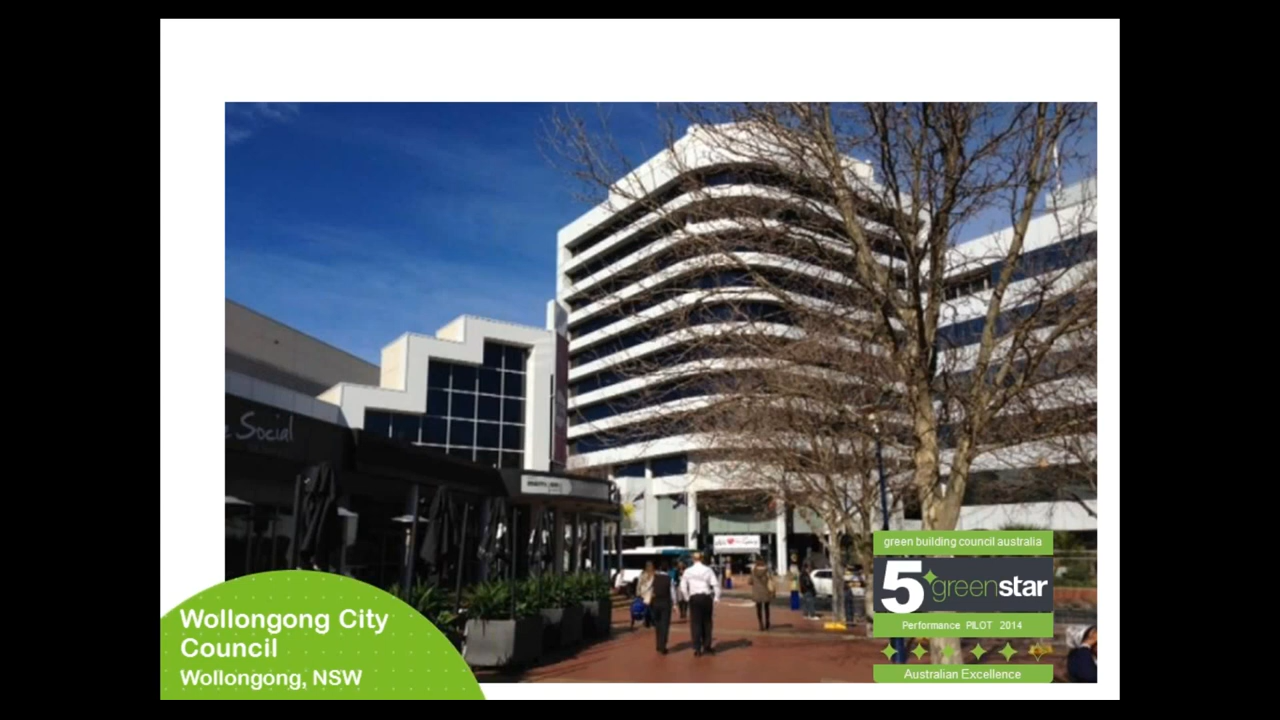 e Social
green building council australia
5 greenstar
Performance PILOT 2014
Australian Excellence
Wollongong City
Council
Wollongong, NSW